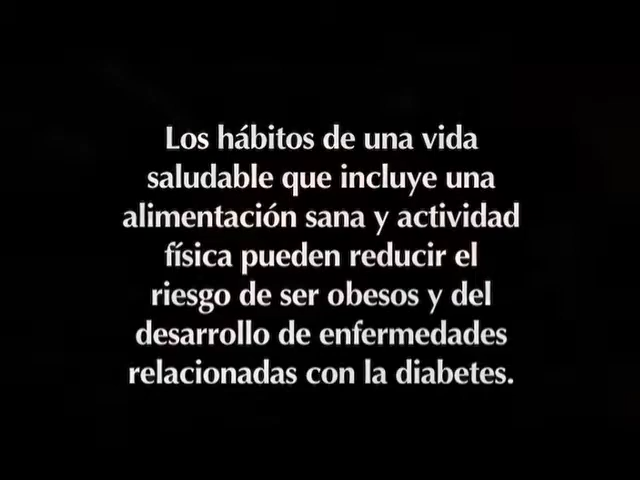 Los hábitos de una vida
saludable que incluye una
alimentación sana y actividad
física pueden reducir el
riesgo de ser obesos y del
desarrollo de enfermedades
relacionadas con la diabetes.